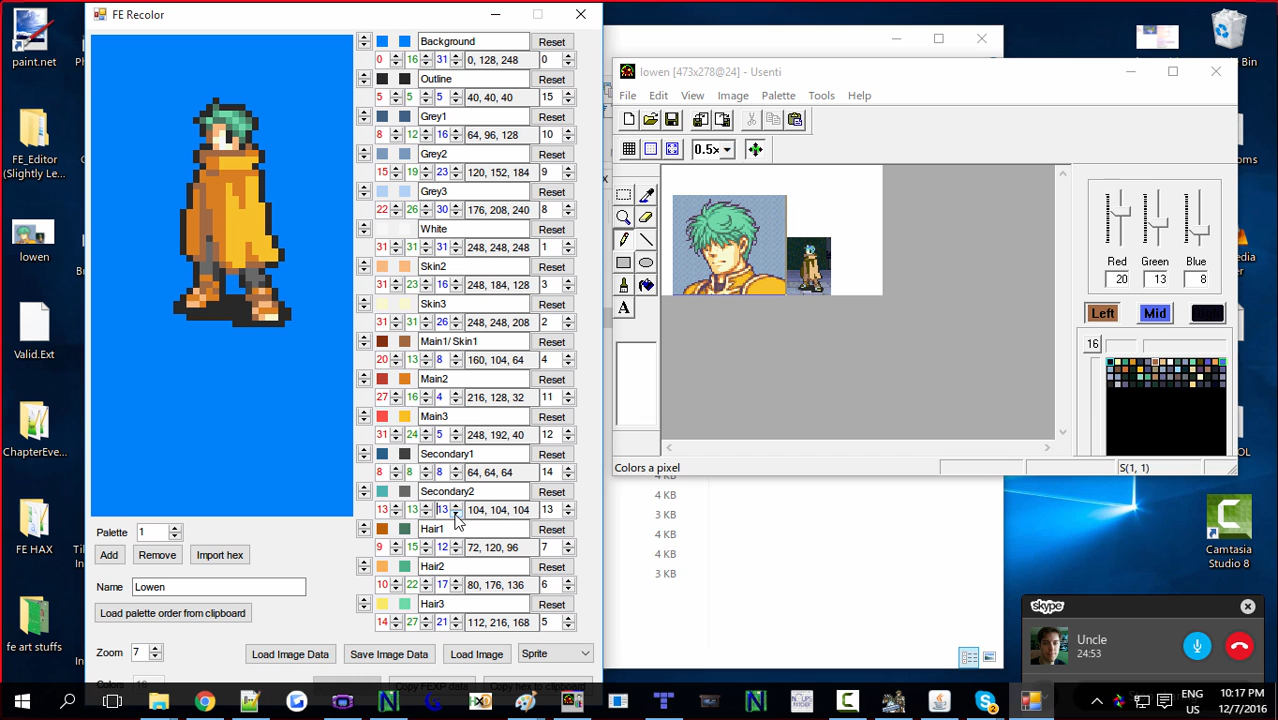 paint.net
FE_Editor
(Slightly Le...
lowen
Valid.Ext
ChapterEve...
FE HAX
fe art stuffs
FE Recolor
Background
Reset
0 16 31 0, 128, 248 0
Outline
Reset
5 5 5 40, 40, 40 15
Grey1
Reset
8 12 16 64, 96, 128 10
Grey2
Reset
15 19 23 120, 152, 184 9
Grey3
Reset
22 26 30 176, 208, 240 8
White
Reset
31 31 31 248, 248, 248 1
Skin2
Reset
31 23 16 248, 184, 128 3
Skin3
Reset
31 31 26 248, 248, 208 2
Main1/ Skin1
Reset
20 13 8 160, 104, 64 4
Main2
Reset
27 16 4 216, 128, 32 11
Main3
Reset
31 24 5 248, 192, 40 12
Secondary1
Reset
8 8 8 64, 64, 64 14
Secondary2
Reset
13 13 13 104, 104, 104 13
Hair1
Reset
9 15 12 72, 120, 96 7
Hair2
Reset
10 22 17 80, 176, 136 6
Hair3
Reset
14 27 21 112, 216, 168 5
Palette 1
Add Remove Import hex
Name Lowen
Load palette order from clipboard
Zoom 7
Load Image Data Save Image Data Load Image Sprite
lowen [473x278@24] - Usenti
File Edit View Image Palette Tools Help
0.5x
A
Red Green Blue
20 13 8
Left Mid
16
Colors a pixel
S(1, 1)
4 KB
4 KB
3 KB
3 KB
3 KB
3 KB
Bin
Camtasia
Studio 8
skype
Uncle
24:53
ENG
US
10:17 PM
12/7/2016